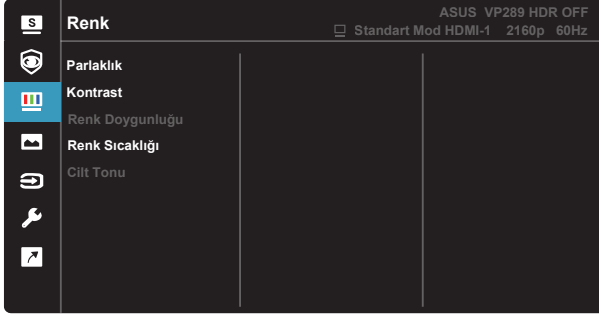 S
Renk
ASUS VP289 HDR OFF
Standart Mod HDMI-1 2160p 60Hz
Parlaklık
Kontrast
Renk Doygunluğu
Renk Sıcaklığı
Cilt Tonu